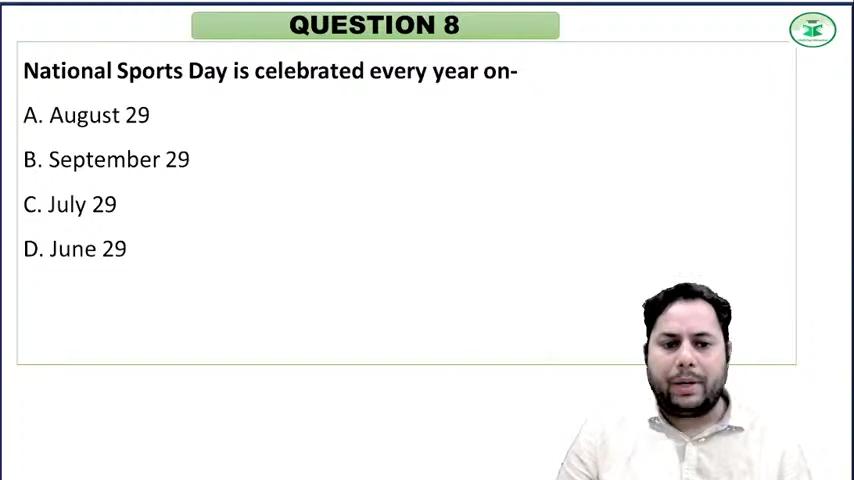 QUESTION 8
National Sports Day is celebrated every year on-
A. August 29
B. September 29
C. July 29
D. June 29